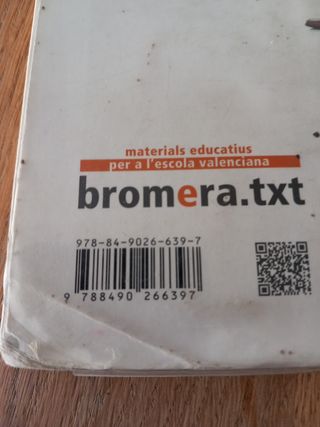 materials educatius
per a l'escola valenciana
bromera.txt
978-84-9026-639-7
9 788490 266397